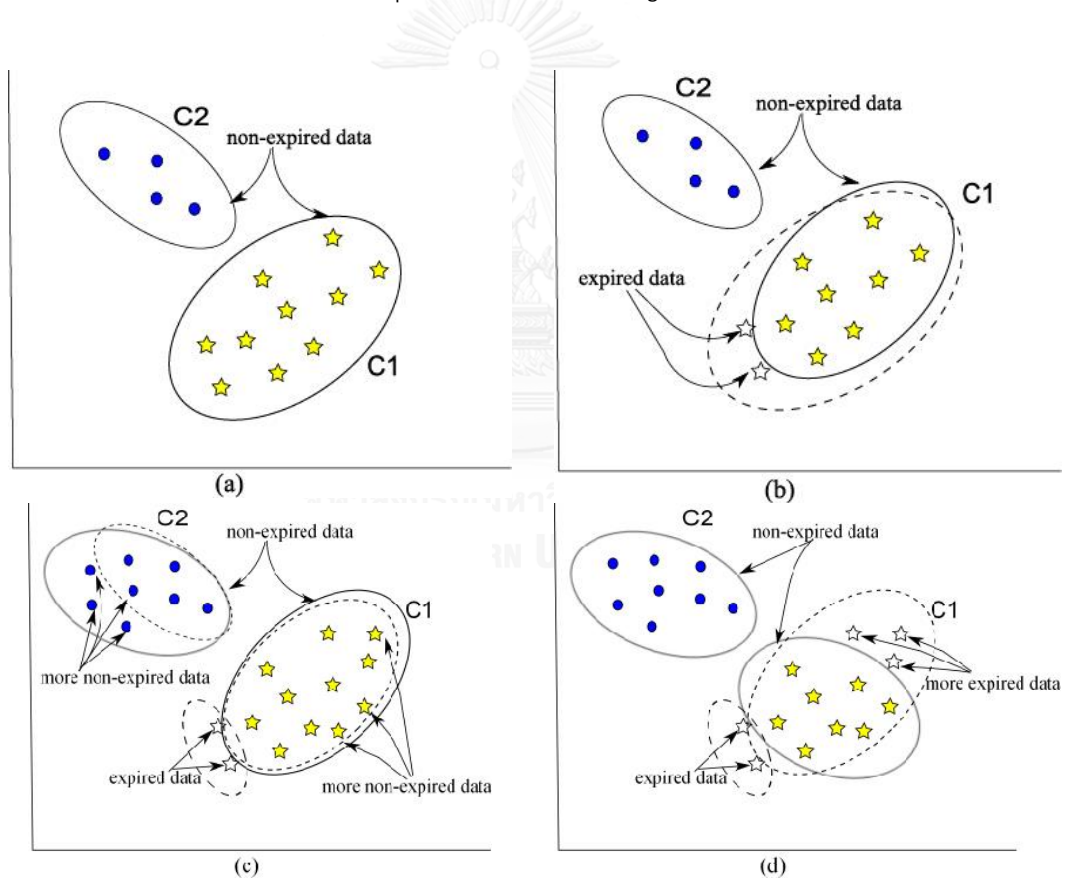 C2
non-expired data
C1
(a)
C2
non-expired data
C1
expired data
(b)
C2
non-expired data
C1
more non-expired data
expired data
more non-expired data
(c)
C2
non-expired data
C1
more expired data
expired data
(d)